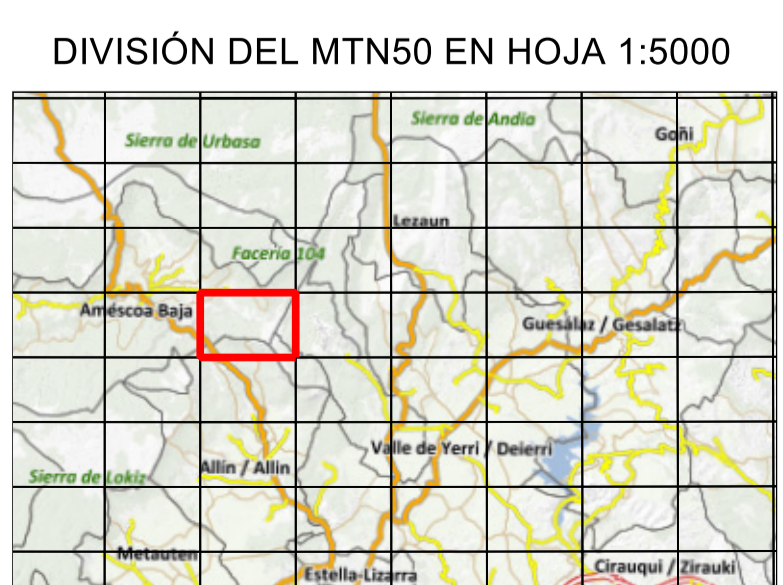 DIVISIÓN DEL MTN50 EN HOJA 1:5000
Sierra de Andia
Sierra de Urbasa
Goñi
Lezaun
Facería 104
Améscoa Baja
Guesálaz / Gesalatz
Valle de Yerri / Deierri
Allín / Allin
Sierra de Lokiz
Metauten
Cirauqui / Zirauki
Estella-Lizarra